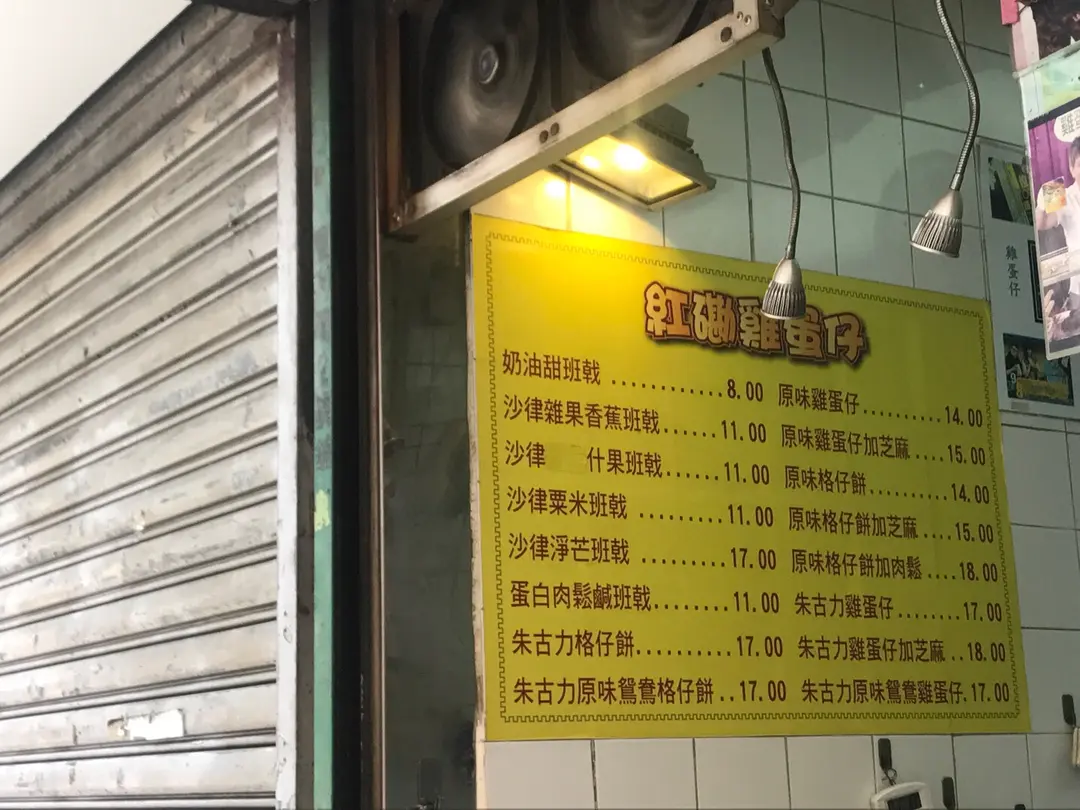 紅磡雞蛋仔
奶油甜班戟 ............8.00
沙律雜果香蕉班戟......11.00
沙律 什果班戟......11.00
沙律粟米班戟 .........11.00
沙律淨芒班戟 .........17.00
蛋白肉鬆鹹班戟........11.00
朱古力格仔餅..........17.00
朱古力原味鴛鴦格仔餅..17.00
原味雞蛋仔.........14.00
原味雞蛋仔加芝麻....15.00
原味格仔餅..........14.00
原味格仔餅加芝麻....15.00
原味格仔餅加肉鬆....18.00
朱古力雞蛋仔........17.00
朱古力雞蛋仔加芝麻..18.00
朱古力原味鴛鴦雞蛋仔.17.00
雞蛋仔